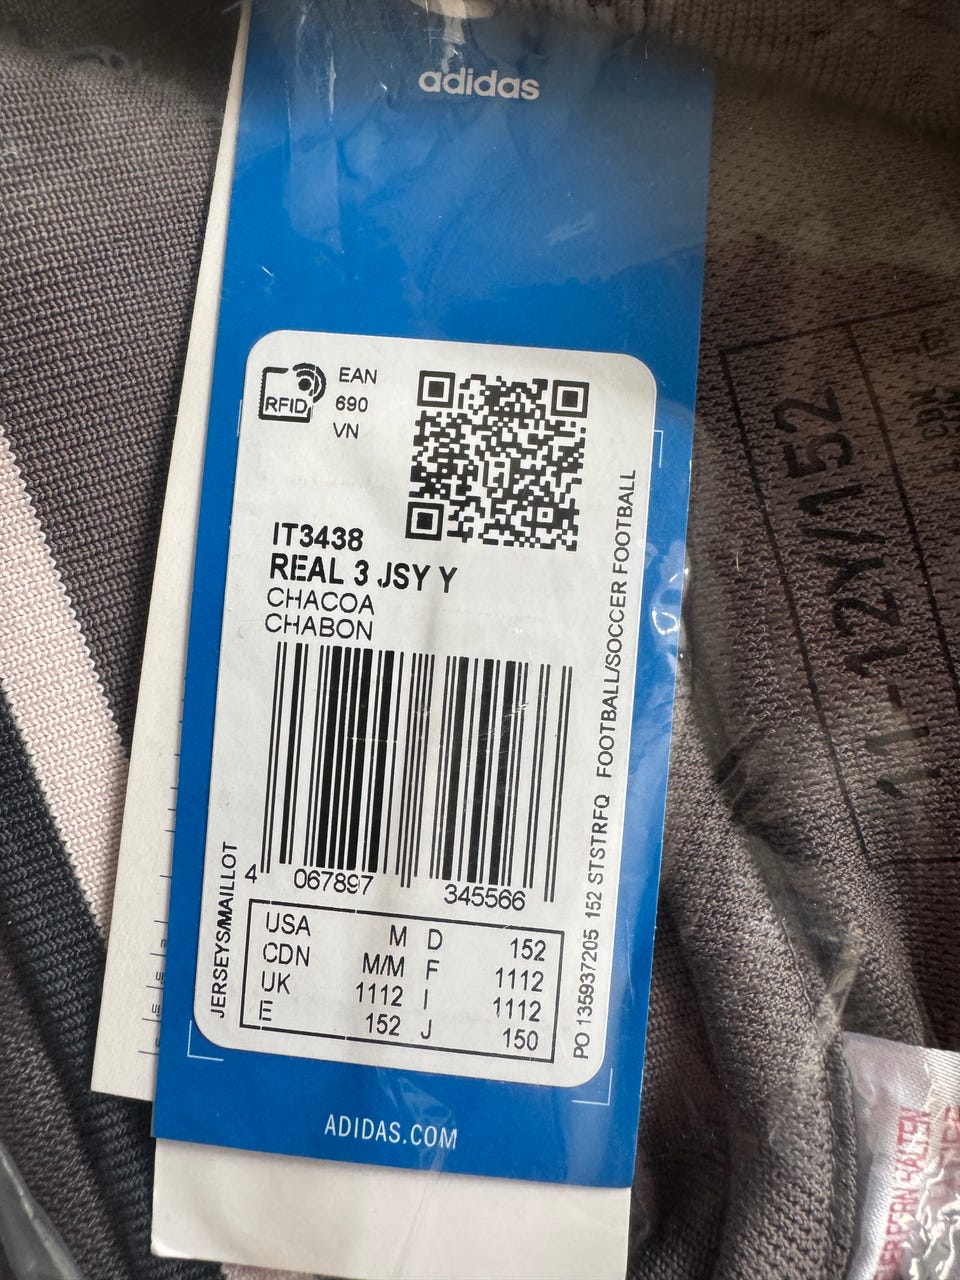 adidas
RFID
EAN
690
VN
IT3438
REAL 3 JSY Y
CHACOA
CHABON
4 067897 345566
USA M D 152
CDN M/M F 1112
UK 1112 I 1112
E 152 J 150
JERSEYS/MAILLOT
PO 135937205 152 STSTRFQ FOOTBALL/SOCCER FOOTBALL
ADIDAS.COM
11-12Y/152